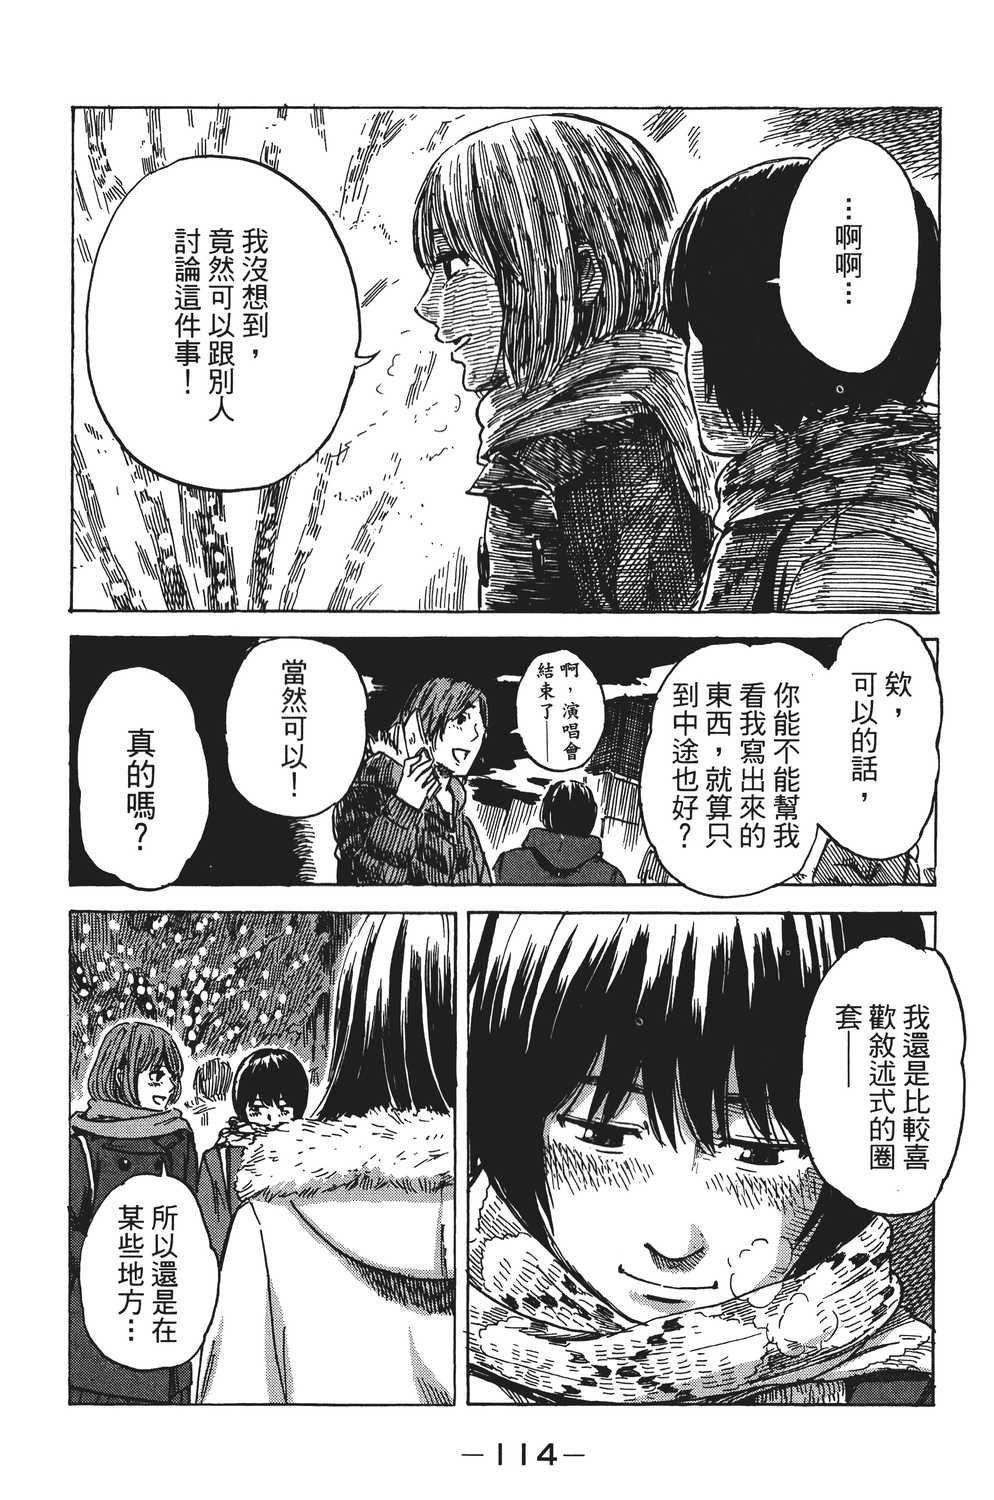 …啊啊…
我沒想到，
竟然可以跟別人
討論這件事！
欸，
可以的話，
你能不能幫我
看我寫出來的
東西，就算只
到中途也好？
啊，演唱會
結束了——
當然可以！
真的嗎？
我還是比較喜
歡敘述式的圈
套——
所以還是在
某些地方…
－114－